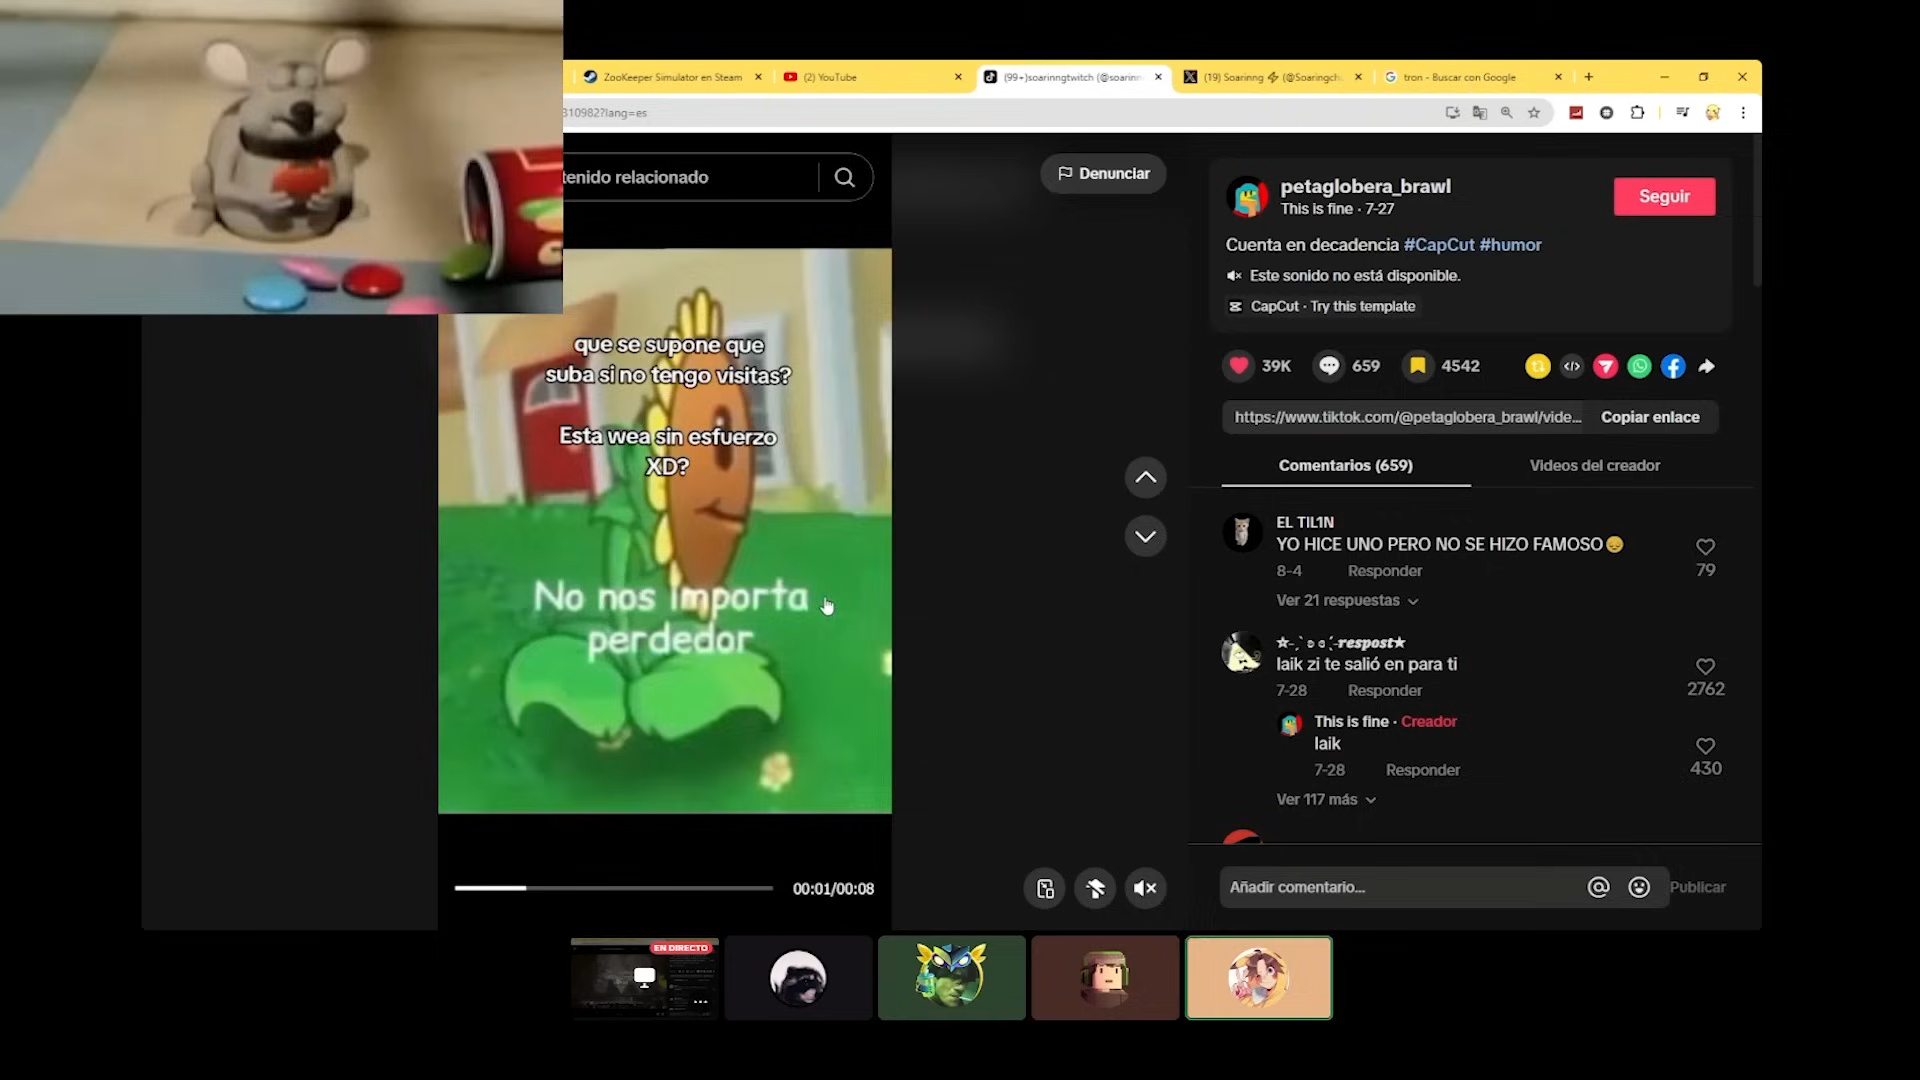 ZooKeeper Simulator en Steam
(2) YouTube
(99+)soarinngtwitch (@soarinn
(19) Soarinng ⚡ (@Soaringch
tron - Buscar con Google
310982?lang=es
tenido relacionado
Denunciar
petaglobera_brawl
This is fine · 7-27
Seguir
Cuenta en decadencia #CapCut #humor
Este sonido no está disponible.
CapCut · Try this template
39K
659
4542
https://www.tiktok.com/@petaglobera_brawl/vide...
Copiar enlace
Comentarios (659)
Videos del creador
que se supone que
suba si no tengo visitas?
Esta wea sin esfuerzo
XD?
No nos importa
perdedor
EL TIL1N
YO HICE UNO PERO NO SE HIZO FAMOSO😔
8-4 Responder
79
Ver 21 respuestas
respost★
laik zi te salió en para ti
7-28 Responder
2762
This is fine · Creador
laik
7-28 Responder
430
Ver 117 más
00:01/00:08
Añadir comentario...
Publicar
EN DIRECTO